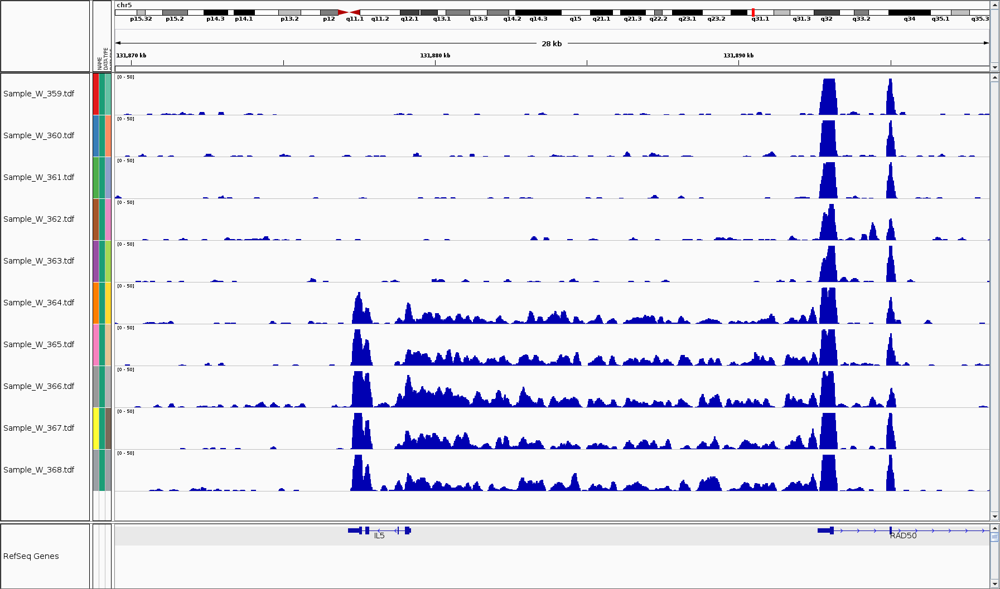 chr5
p15.32 p15.2 p14.3 p14.1 p13.2 p12 q11.1 q11.2 q12.1 q13.1 q13.3 q14.2 q14.3 q15 q21.1 q21.3 q22.2 q23.1 q23.2 q31.1 q31.3 q32 q33.2 q34 q35.1 q35.3
28 kb
131,870 kb 131,880 kb 131,890 kb
NAME
DATA TYPE
[0 - 50]
Sample_W_359.tdf
[0 - 50]
Sample_W_360.tdf
[0 - 50]
Sample_W_361.tdf
[0 - 50]
Sample_W_362.tdf
[0 - 50]
Sample_W_363.tdf
[0 - 50]
Sample_W_364.tdf
[0 - 50]
Sample_W_365.tdf
[0 - 50]
Sample_W_366.tdf
[0 - 50]
Sample_W_367.tdf
[0 - 50]
Sample_W_368.tdf
IL5 RAD50
RefSeq Genes